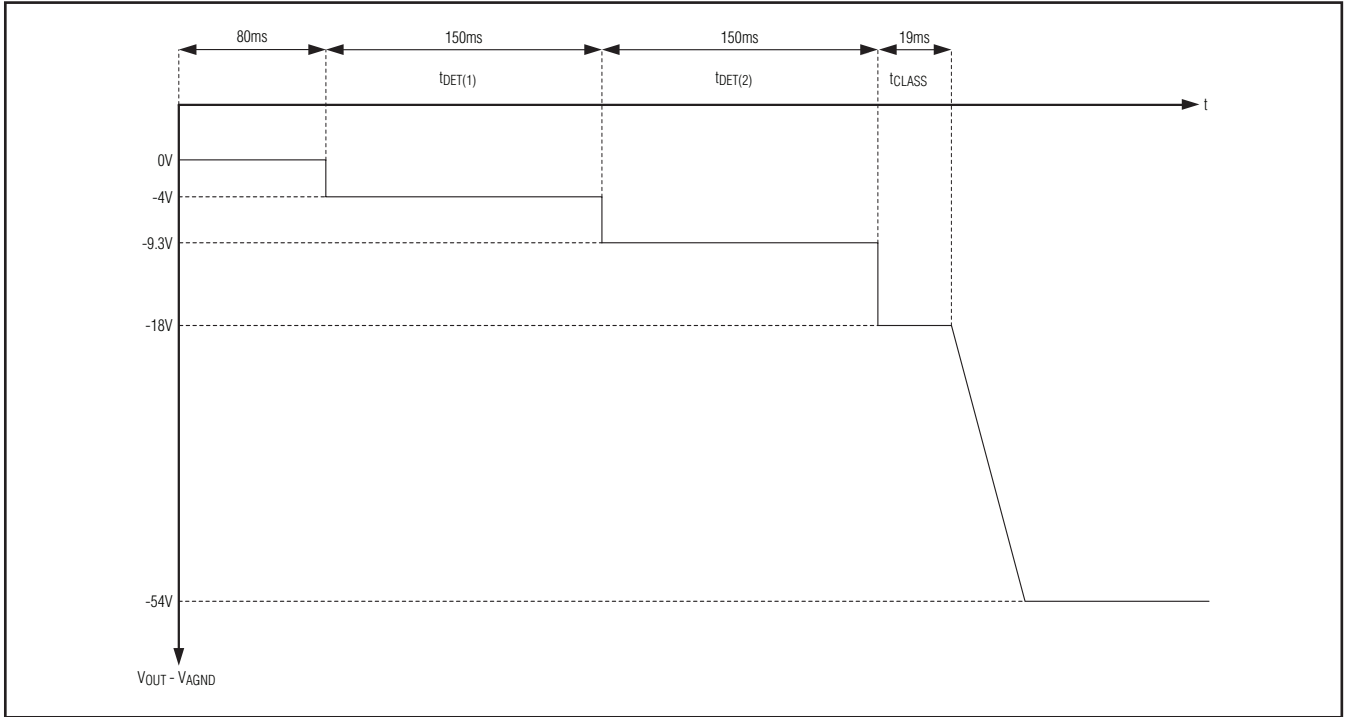 80ms 150ms 150ms 19ms
tDET(1) tDET(2) tCLASS
t
0V
-4V
-9.3V
-18V
-54V
VOUT - VAGND